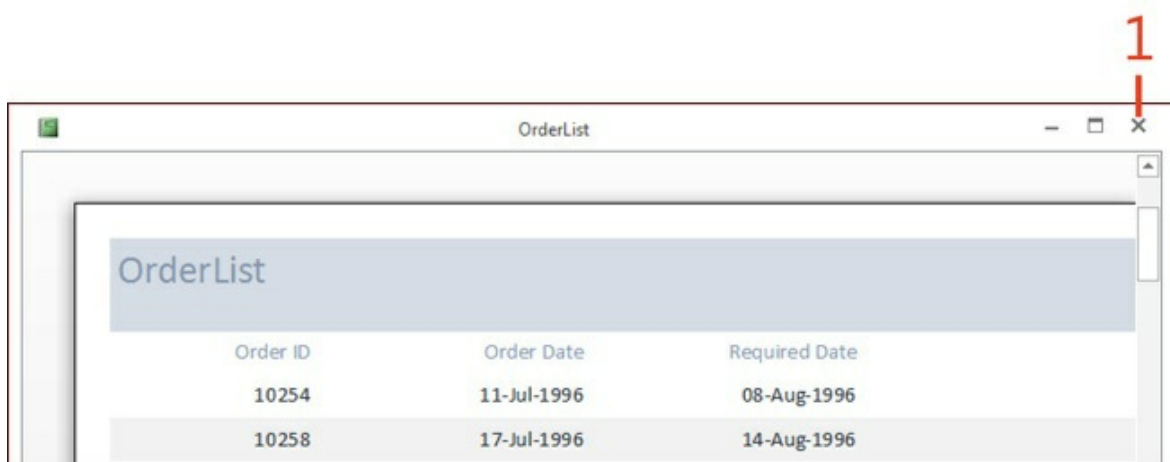 1
OrderList
OrderList
Order ID Order Date Required Date
10254 11-Jul-1996 08-Aug-1996
10258 17-Jul-1996 14-Aug-1996